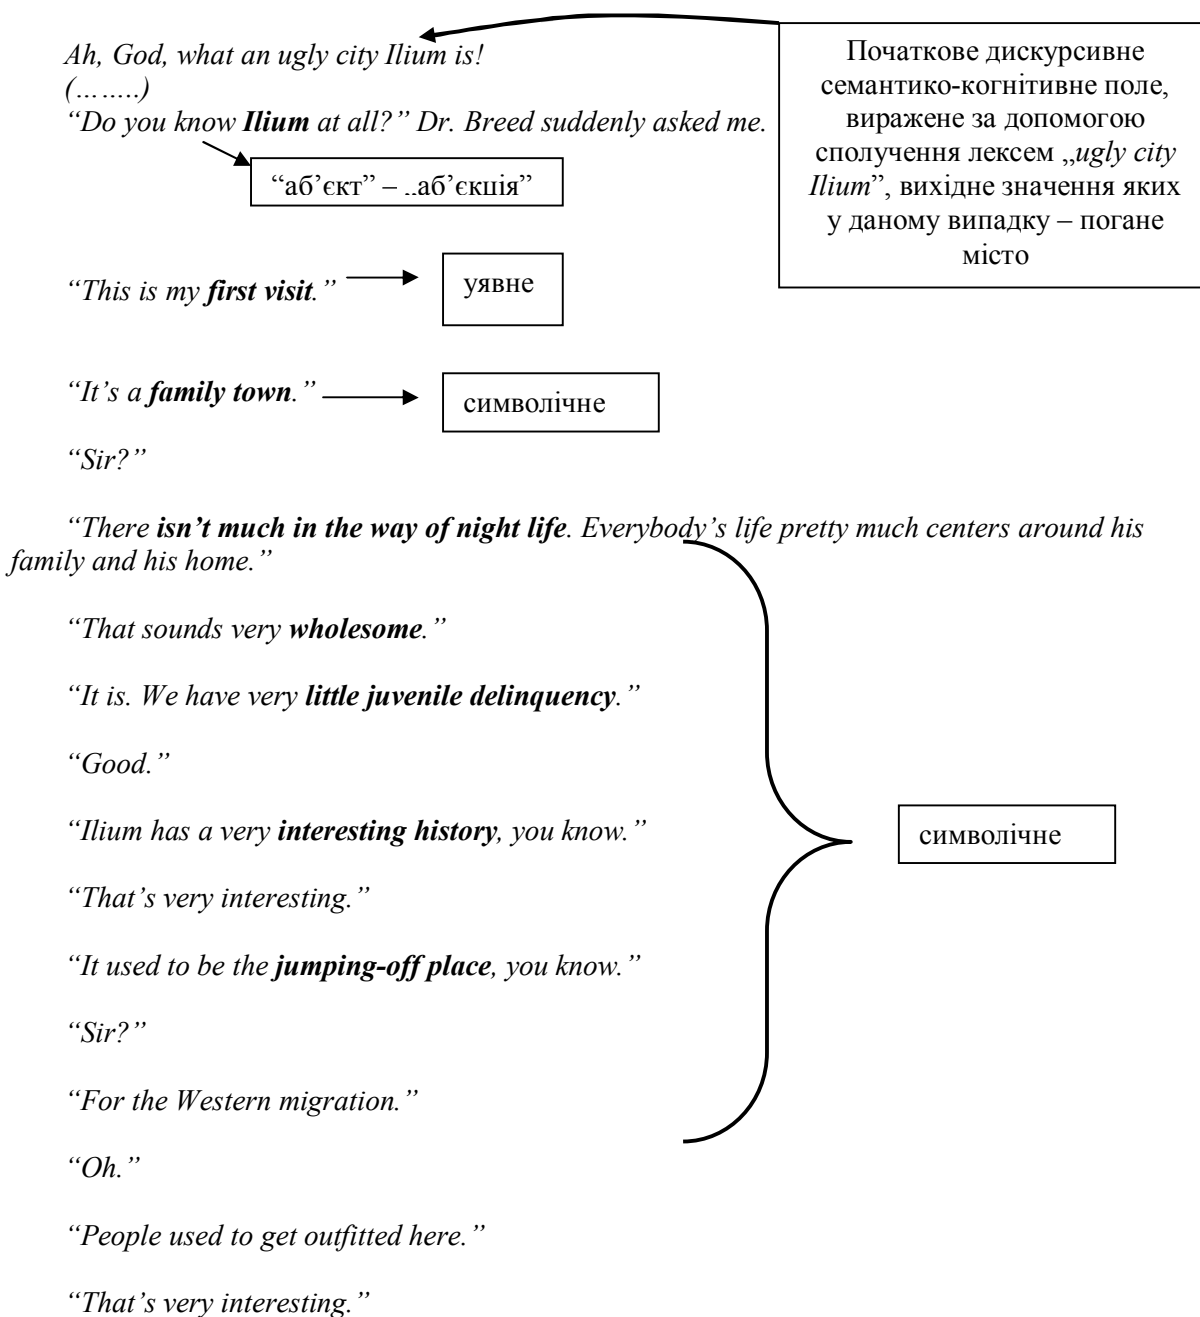 Ah, God, what an ugly city Ilium is!
(……..)
“Do you know Ilium at all?” Dr. Breed suddenly asked me.
Початкове дискурсивне
семантико-когнітивне поле,
виражене за допомогою
сполучення лексем „ugly city
Ilium”, вихідне значення яких
у даному випадку – погане
місто
“аб’єкт” – „аб’єкція”
“This is my first visit.”
уявне
“It’s a family town.”
символічне
“Sir?”
“There isn’t much in the way of night life. Everybody’s life pretty much centers around his
family and his home.”
“That sounds very wholesome.”
“It is. We have very little juvenile delinquency.”
“Good.”
“Ilium has a very interesting history, you know.”
символічне
“That’s very interesting.”
“It used to be the jumping-off place, you know.”
“Sir?”
“For the Western migration.”
“Oh.”
“People used to get outfitted here.”
“That’s very interesting.”